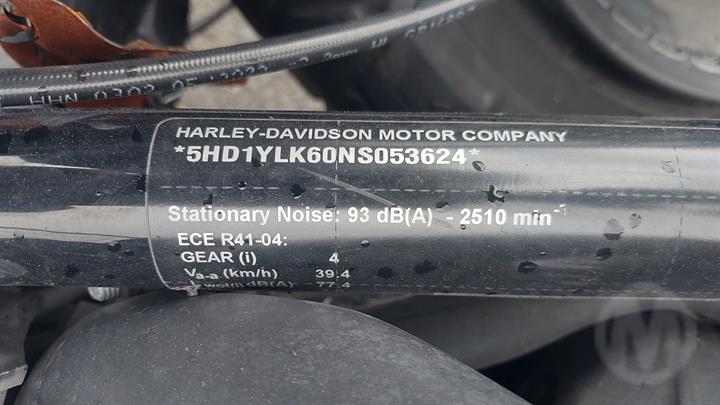 HARLEY-DAVIDSON MOTOR COMPANY
*5HD1YLK60NS053624*
Stationary Noise: 93 dB(A) - 2510 min⁻¹
ECE R41-04:
GEAR (i) 4
Va-a (km/h) 39.4
dB(A) 77.4
M